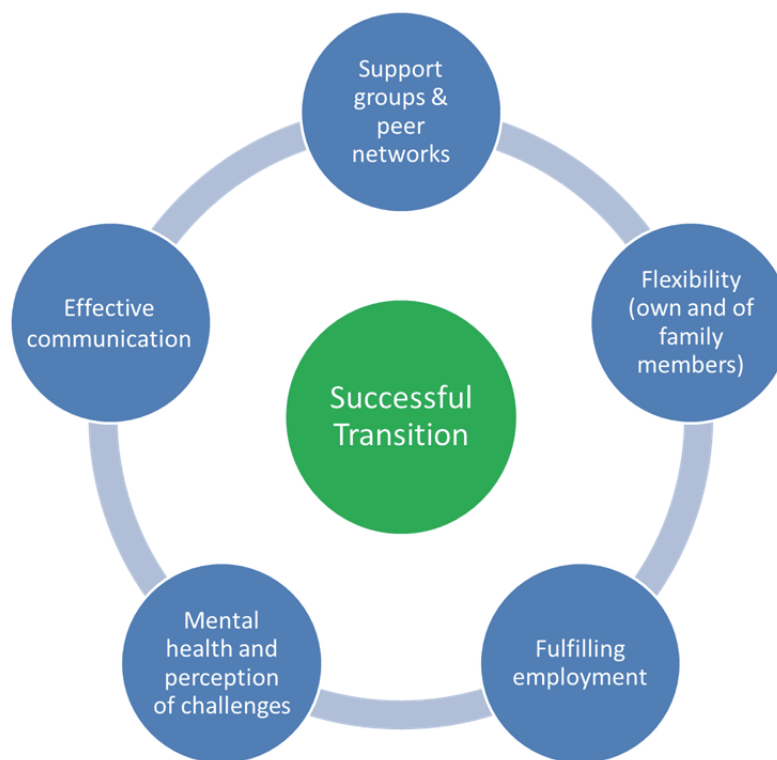 Support
groups &
peer
networks
Flexibility
(own and of
family
members)
Fulfilling
employment
Mental
health and
perception
of challenges
Effective
communication
Successful
Transition